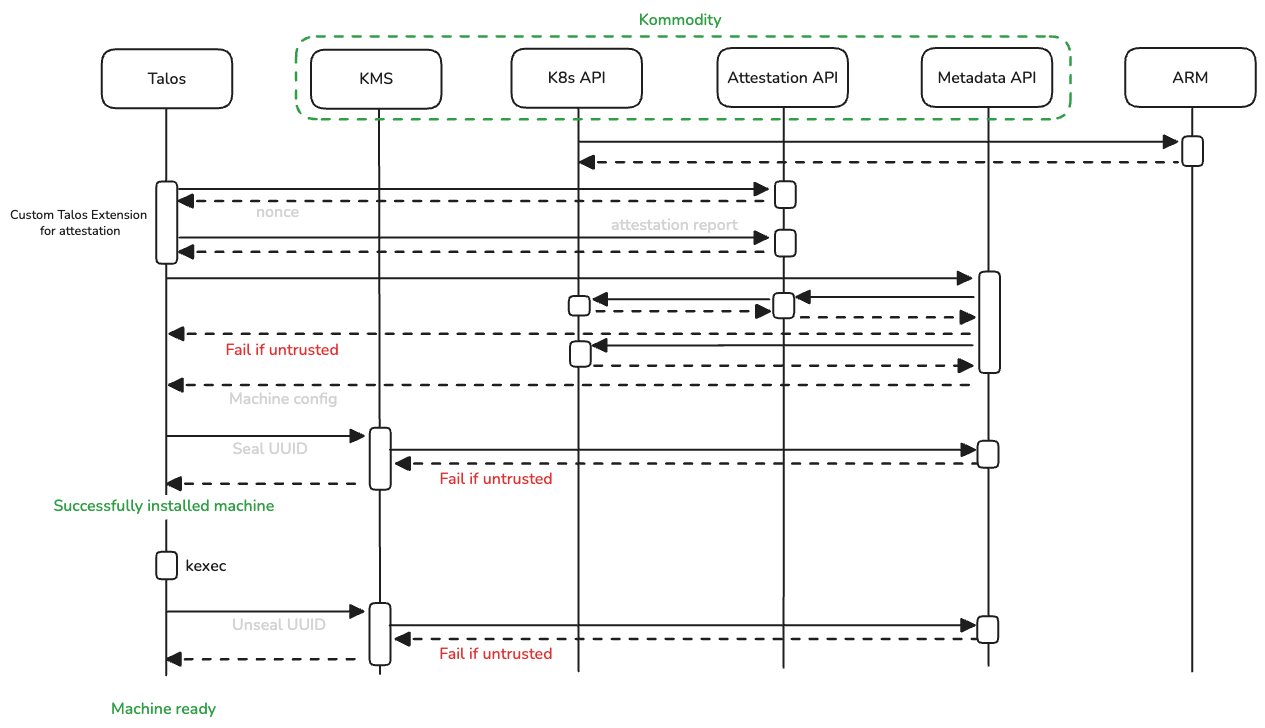 Kommodity
Talos
KMS
K8s API
Attestation API
Metadata API
ARM
Custom Talos Extension
for attestation
nonce
attestation report
Fail if untrusted
Machine config
Seal UUID
Fail if untrusted
Successfully installed machine
kexec
Unseal UUID
Fail if untrusted
Machine ready